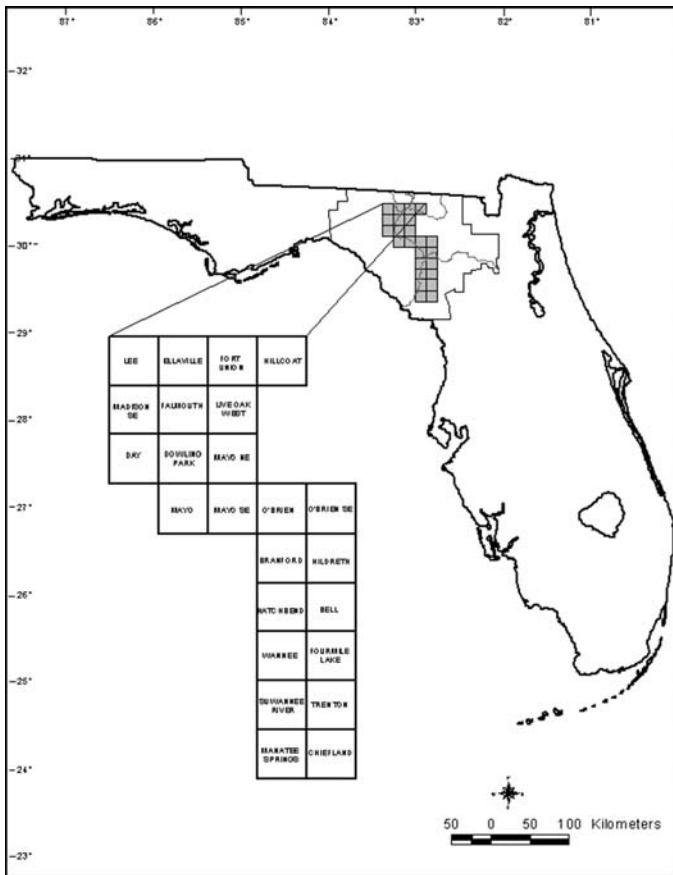 87° 86° 85° 84° 83° 82° 81°
32°
31°
30°
29°
LEE ELLAVILLE FORT UNION HILLCOAT
28°
MADISON SE FALMOUTH LIVE OAK WEST
DAY DOWLING PARK MAYO NE
27°
MAYO MAYO SE O'BRIEN O'BRIEN SE
BRANFORD HILDRETH
26°
HATCHBEND BELL
WANNEE FOURMILE LAKE
25°
SUWANNEE RIVER TRENTON
MANATEE SPRINGS CHIEFLAND
24°
50 0 50 100 Kilometers
23°